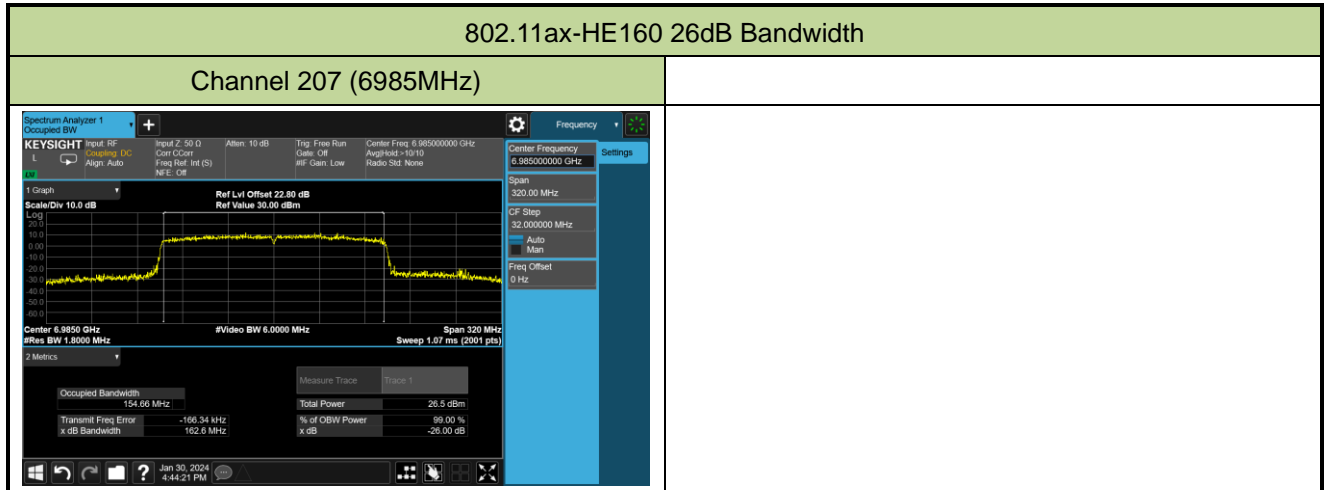 802.11ax-HE160 26dB Bandwidth
Channel 207 (6985MHz)
Spectrum Analyzer 1
Occupied BW
+
Frequency
KEYSIGHT
L
LXI
Input: RF
Coupling: DC
Align: Auto
Input Z: 50 Ω
Corr CCorr
Freq Ref: Int (S)
NFE: Off
Atten: 10 dB
Trig: Free Run
Gate: Off
#IF Gain: Low
Center Freq: 6.985000000 GHz
Avg|Hold:>10/10
Radio Std: None
Center Frequency
6.985000000 GHz
Settings
Span
320.00 MHz
CF Step
32.000000 MHz
Auto
Man
Freq Offset
0 Hz
1 Graph
Scale/Div 10.0 dB
Ref Lvl Offset 22.80 dB
Ref Value 30.00 dBm
Log
20.0
10.0
0.00
-10.0
-20.0
-30.0
-40.0
-50.0
-60.0
Center 6.9850 GHz
#Video BW 6.0000 MHz
Span 320 MHz
#Res BW 1.8000 MHz
Sweep 1.07 ms (2001 pts)
2 Metrics
Measure Trace Trace 1
Occupied Bandwidth
154.66 MHz
Total Power 26.5 dBm
Transmit Freq Error -166.34 kHz
% of OBW Power 99.00 %
x dB Bandwidth 162.6 MHz
x dB -26.00 dB
?
Jan 30, 2024
4:44:21 PM